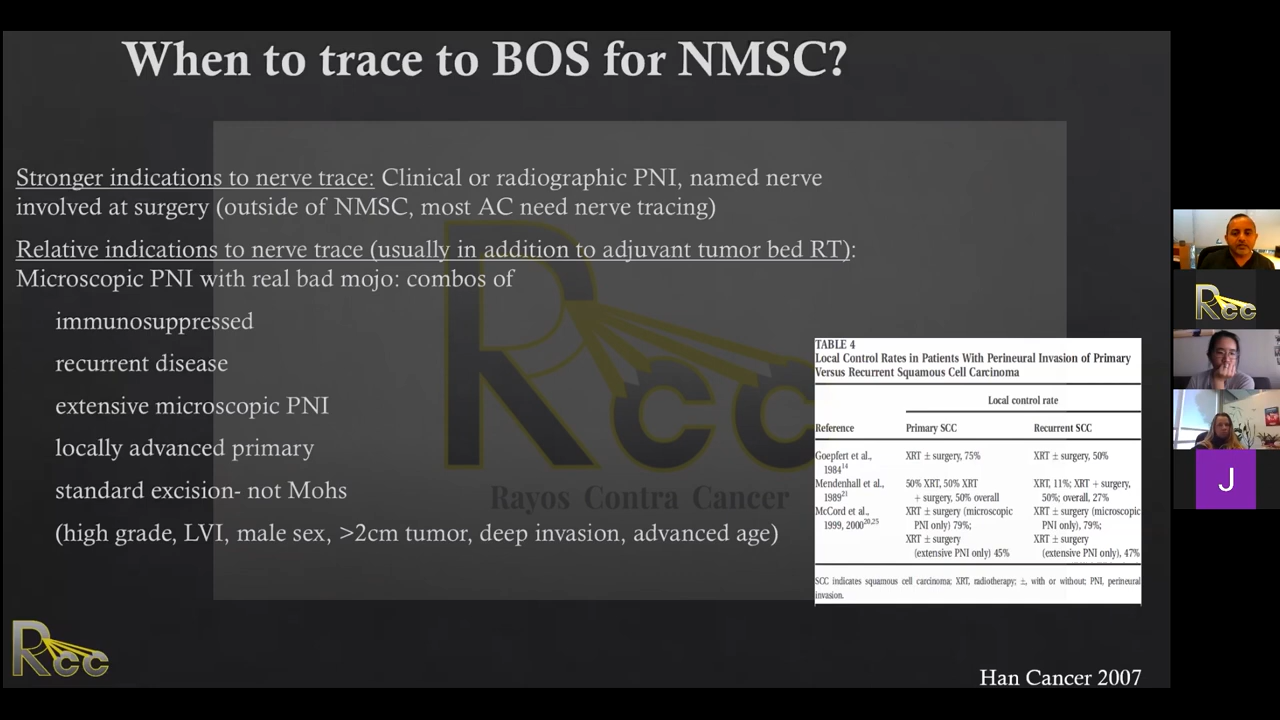 When to trace to BOS for NMSC?
Stronger indications to nerve trace: Clinical or radiographic PNI, named nerve
involved at surgery (outside of NMSC, most AC need nerve tracing)
Relative indications to nerve trace (usually in addition to adjuvant tumor bed RT):
Microscopic PNI with real bad mojo: combos of
immunosuppressed
recurrent disease
extensive microscopic PNI
locally advanced primary
standard excision- not Mohs
(high grade, LVI, male sex, >2cm tumor, deep invasion, advanced age)
Rcc
Rayos Contra Cancer
TABLE 4
Local Control Rates in Patients With Perineural Invasion of Primary
Versus Recurrent Squamous Cell Carcinoma
Local control rate
Reference Primary SCC Recurrent SCC
Goepfert et al., XRT ± surgery, 75% XRT ± surgery, 50%
198414
Mendenhall et al., 50% XRT, 50% XRT XRT, 11%; XRT + surgery,
198921 + surgery, 50% overall 50%; overall, 27%
McCord et al., XRT ± surgery (microscopic XRT ± surgery (microscopic
1999, 200020,25 PNI only) 79%; PNI only), 79%;
XRT ± surgery XRT ± surgery
(extensive PNI only) 45% (extensive PNI only), 47%
SCC indicates squamous cell carcinoma; XRT, radiotherapy; ±, with or without; PNI, perineural
invasion.
Rcc
Han Cancer 2007
Rcc
J